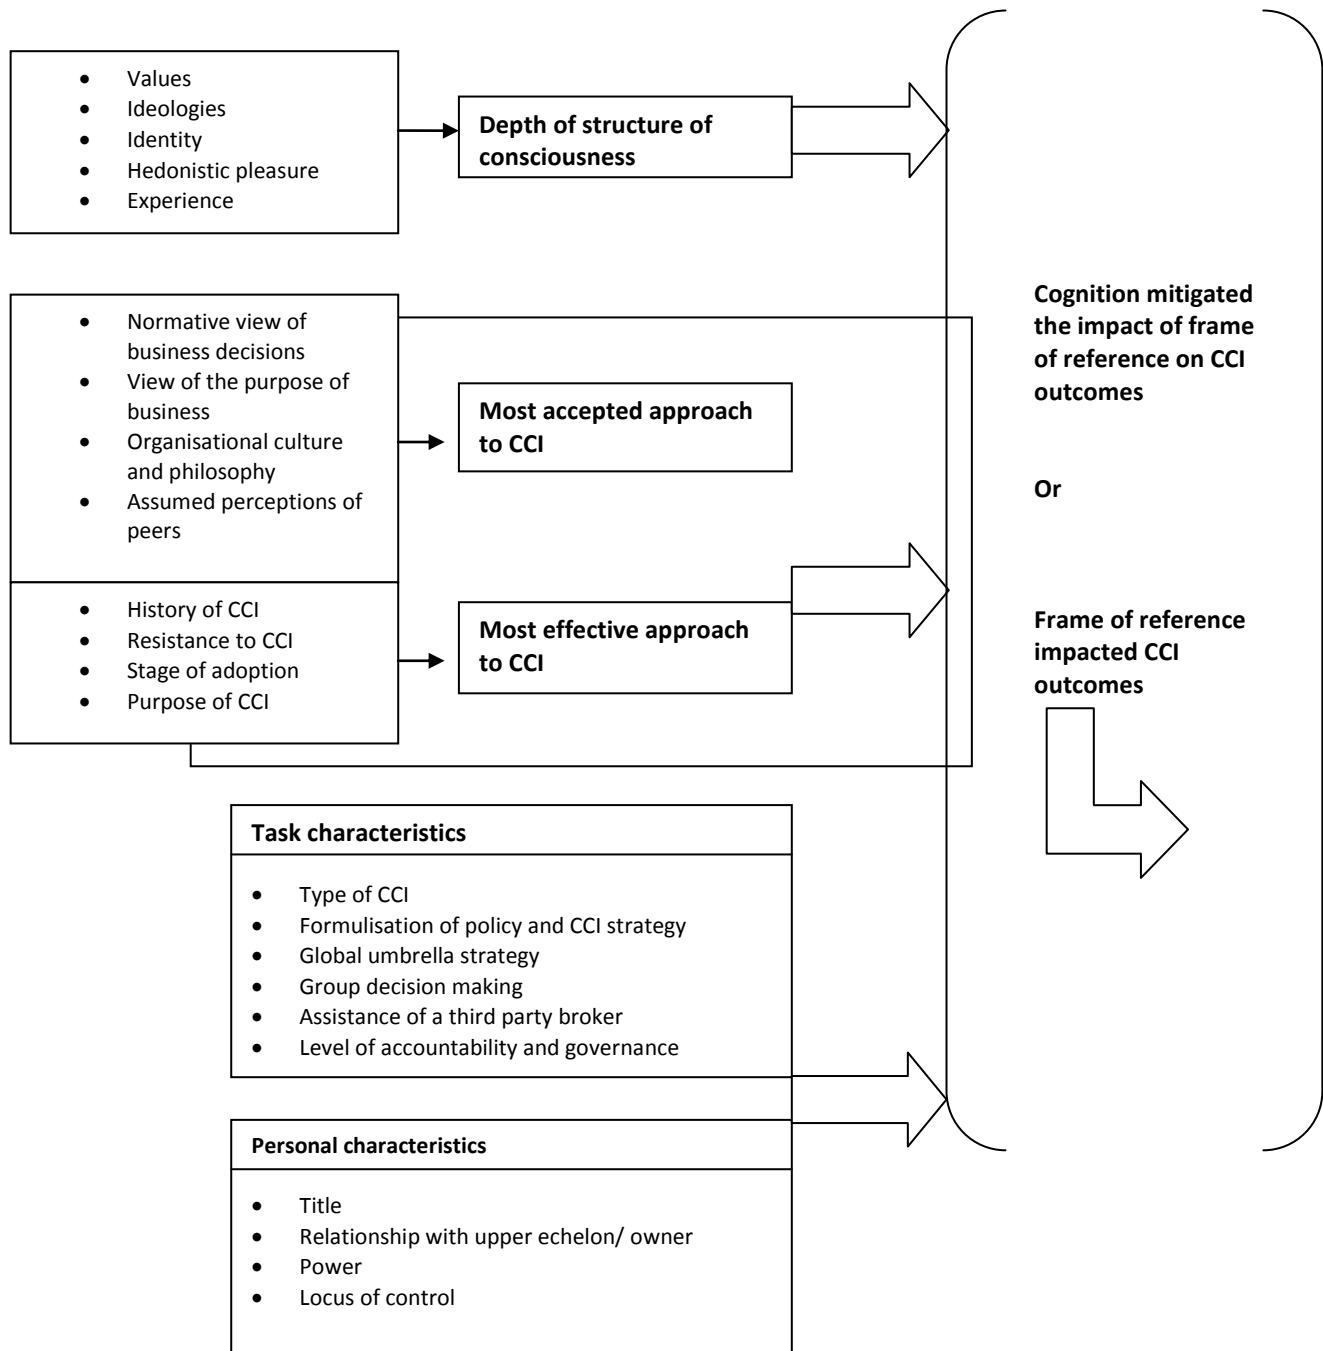 • Values
• Ideologies
• Identity
• Hedonistic pleasure
• Experience
Depth of structure of
consciousness
• Normative view of
business decisions
• View of the purpose of
business
• Organisational culture
and philosophy
• Assumed perceptions of
peers
Most accepted approach
to CCI
• History of CCI
• Resistance to CCI
• Stage of adoption
• Purpose of CCI
Most effective approach
to CCI
Task characteristics
• Type of CCI
• Formulisation of policy and CCI strategy
• Global umbrella strategy
• Group decision making
• Assistance of a third party broker
• Level of accountability and governance
Personal characteristics
• Title
• Relationship with upper echelon/ owner
• Power
• Locus of control
Cognition mitigated
the impact of frame
of reference on CCI
outcomes
Or
Frame of reference
impacted CCI
outcomes